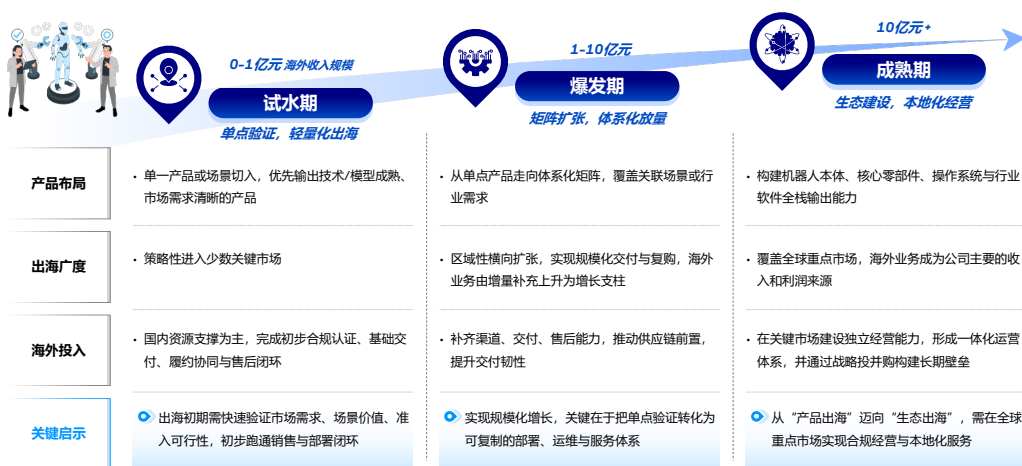 0-1亿元 海外收入规模
试水期
单点验证，轻量化出海
1-10亿元
爆发期
矩阵扩张，体系化放量
10亿元+
成熟期
生态建设，本地化经营
产品布局
· 单一产品或场景切入，优先输出技术/模型成熟、
市场需求清晰的产品
· 从单点产品走向体系化矩阵，覆盖关联场景或行
业需求
· 构建机器人本体、核心零部件、操作系统与行业
软件全栈输出能力
出海广度
· 策略性进入少数关键市场
· 区域性横向扩张，实现规模化交付与复购，海外
业务由增量补充上升为增长支柱
· 覆盖全球重点市场，海外业务成为公司主要的收
入和利润来源
海外投入
· 国内资源支撑为主，完成初步合规认证、基础交
付、履约协同与售后闭环
· 补齐渠道、交付、售后能力，推动供应链前置，
提升交付韧性
· 在关键市场建设独立经营能力，形成一体化运营
体系，并通过战略投并购构建长期壁垒
关键启示
出海初期需快速验证市场需求、场景价值、准
入可行性，初步跑通销售与部署闭环
实现规模化增长，关键在于把单点验证转化为
可复制的部署、运维与服务体系
从“产品出海”迈向“生态出海”，需在全球
重点市场实现合规经营与本地化服务